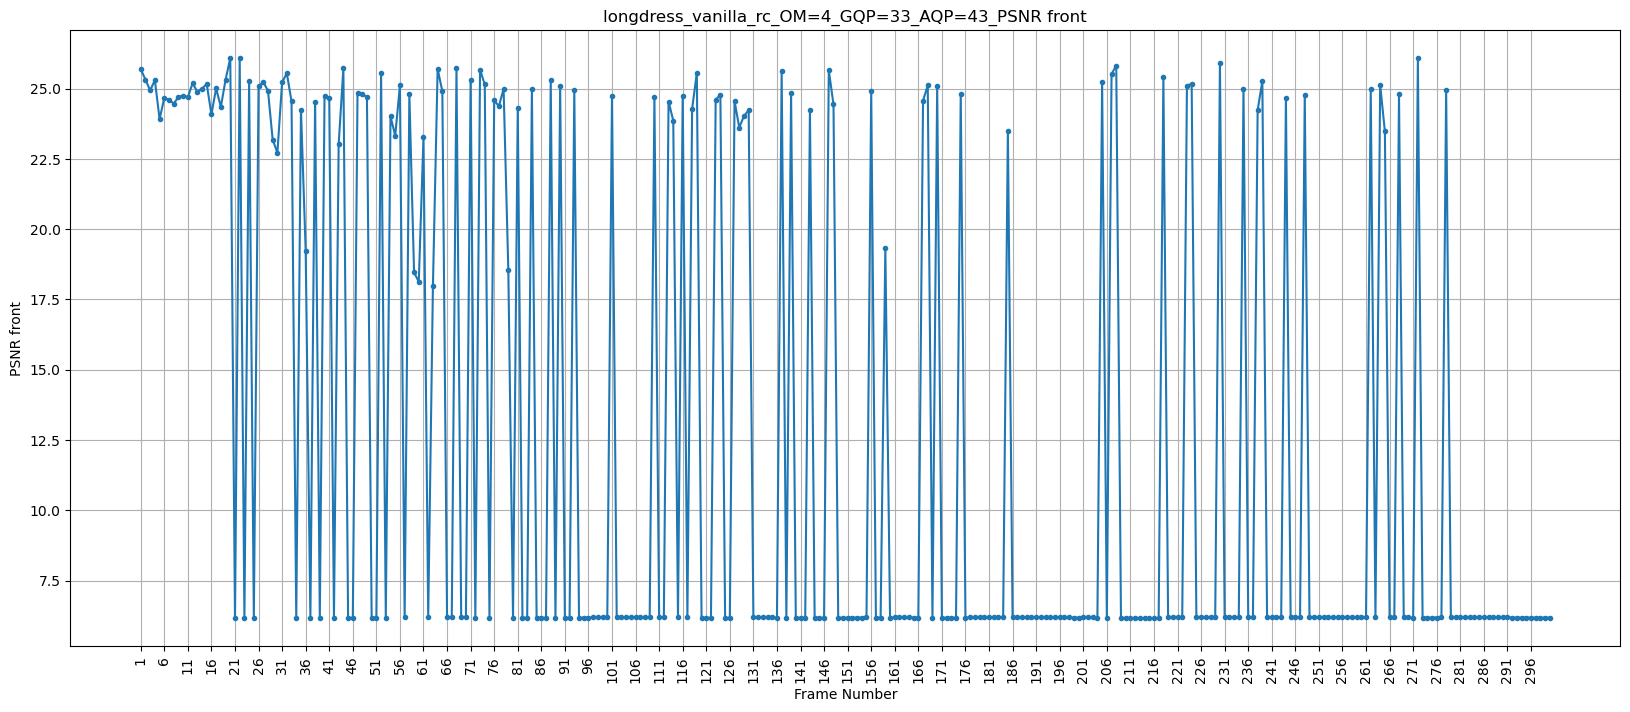 longdress_vanilla_rc_OM=4_GQP=33_AQP=43_PSNR front
PSNR front
25.0
22.5
20.0
17.5
15.0
12.5
10.0
7.5
1 6 11 16 21 26 31 36 41 46 51 56 61 66 71 76 81 86 91 96 101 106 111 116 121 126 131 136 141 146 151 156 161 166 171 176 181 186 191 196 201 206 211 216 221 226 231 236 241 246 251 256 261 266 271 276 281 286 291 296
Frame Number